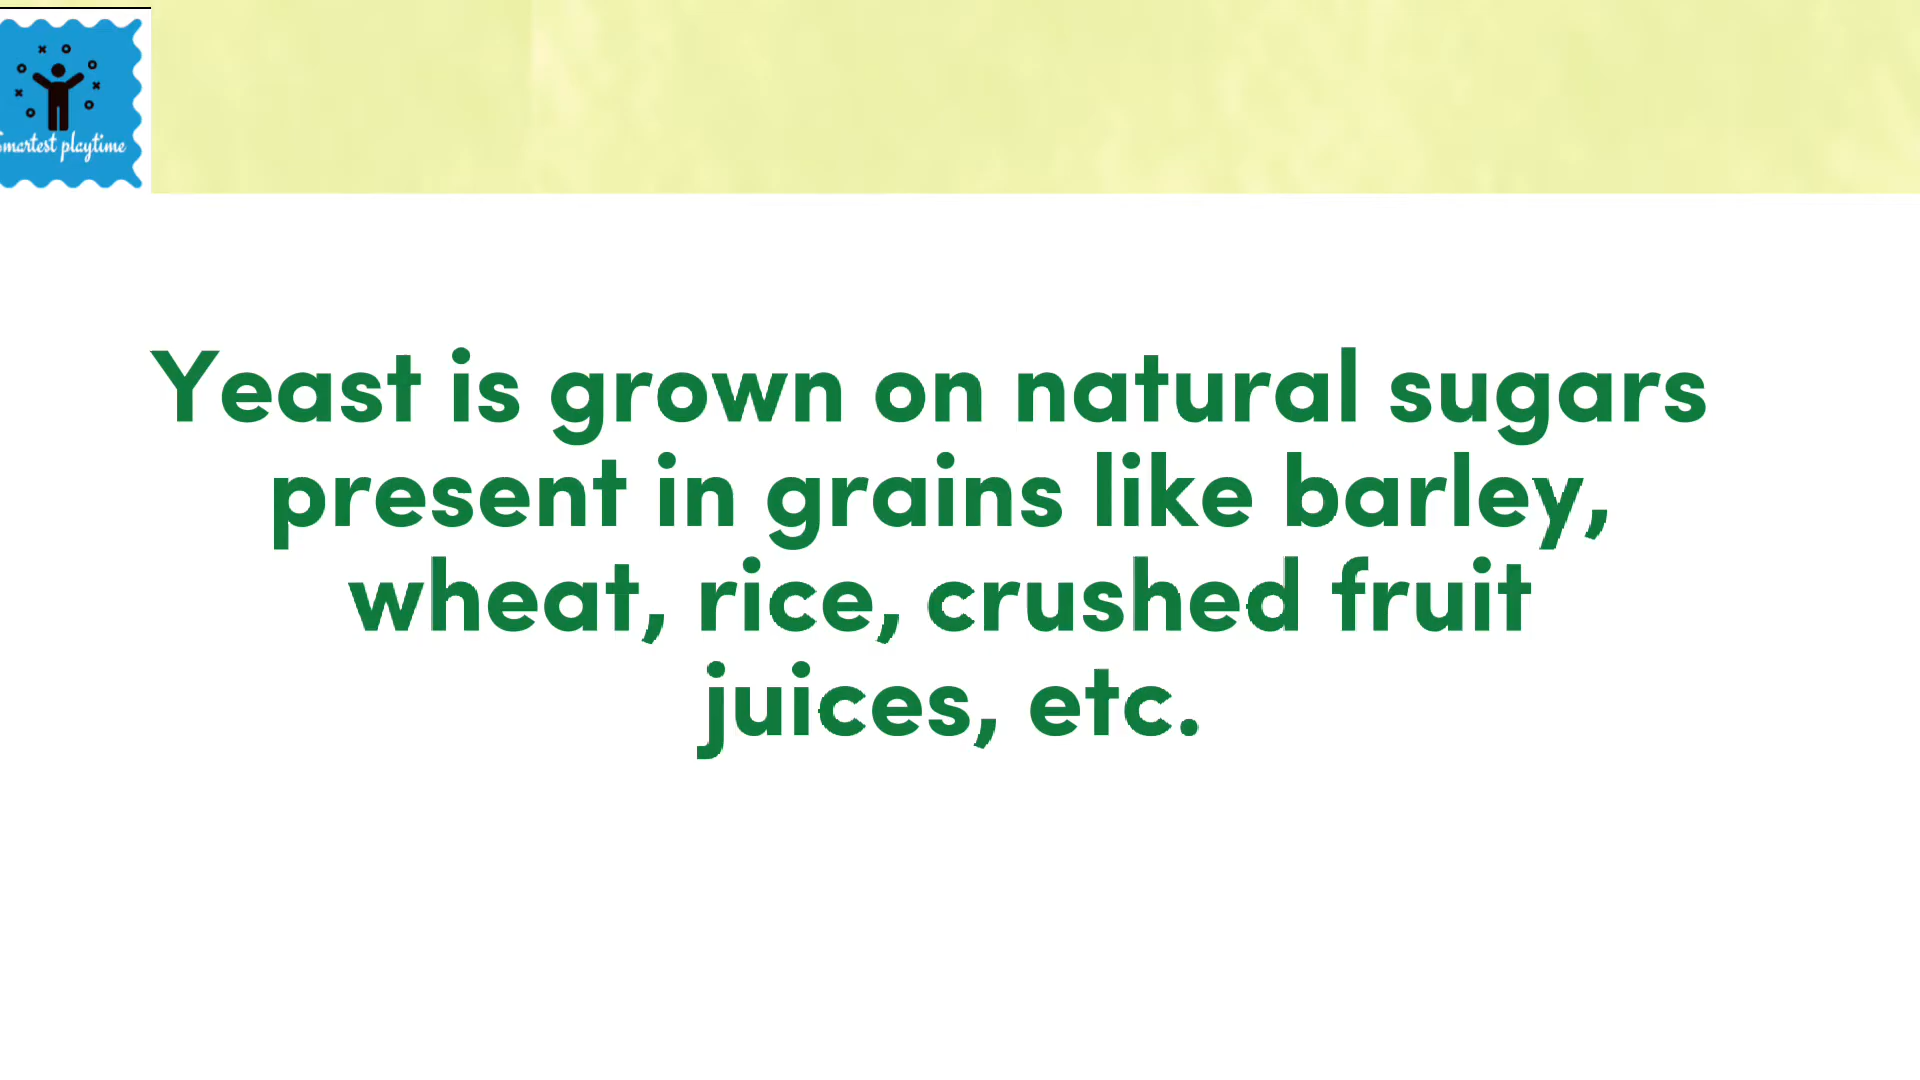 Smartest playtime
Yeast is grown on natural sugars
present in grains like barley,
wheat, rice, crushed fruit
juices, etc.